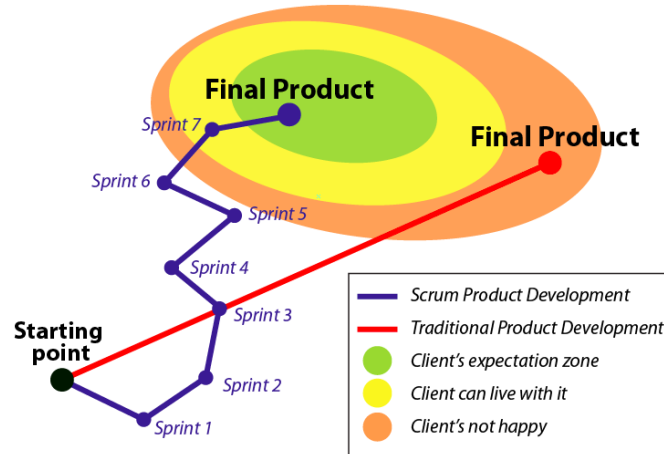 Final Product
Sprint 7
Final Product
Sprint 6
Sprint 5
Sprint 4
Sprint 3
Starting
point
Sprint 2
Sprint 1
Scrum Product Development
Traditional Product Development
Client's expectation zone
Client can live with it
Client's not happy